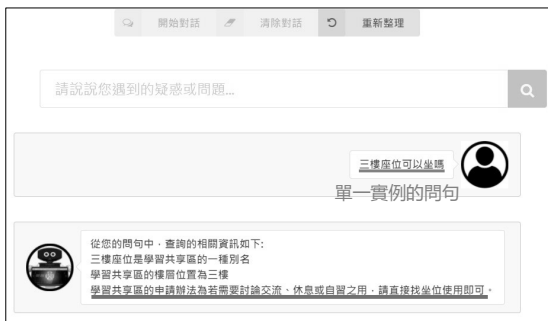 開始對話 清除對話 重新整理
請說說您遇到的疑惑或問題...
三樓座位可以坐嗎
單一實例的問句
從您的問句中，查詢的相關資訊如下:
三樓座位是學習共享區的一種別名
學習共享區的樓層位置為三樓
學習共享區的申請辦法為若需要討論交流、休息或自習之用，請直接找坐位使用即可。